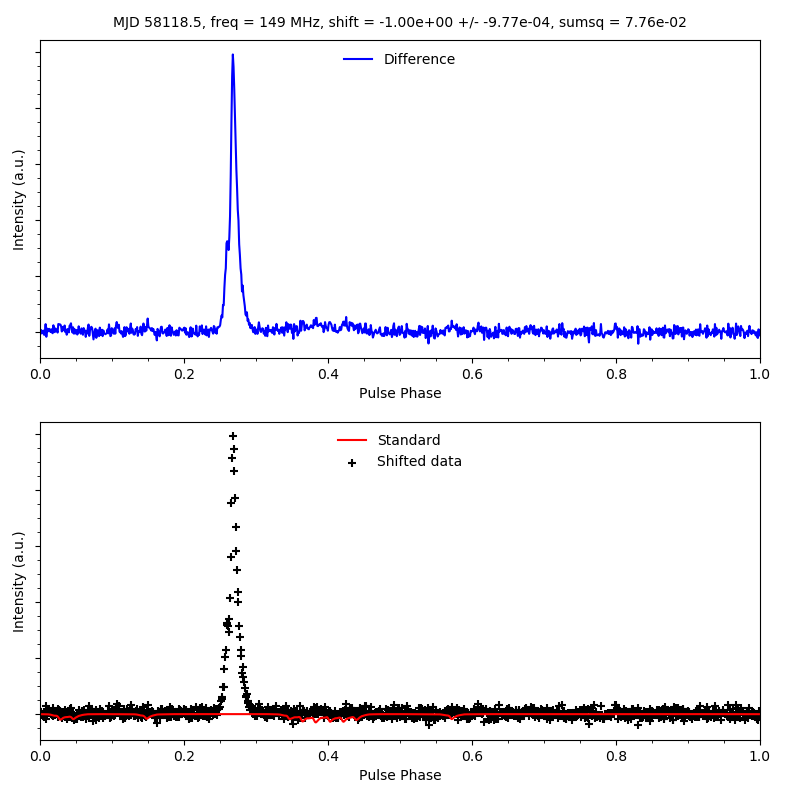 MJD 58118.5, freq = 149 MHz, shift = -1.00e+00 +/- -9.77e-04, sumsq = 7.76e-02
Difference
Intensity (a.u.)
0.0 0.2 0.4 0.6 0.8 1.0
Pulse Phase
Standard
Shifted data
Intensity (a.u.)
0.0 0.2 0.4 0.6 0.8 1.0
Pulse Phase